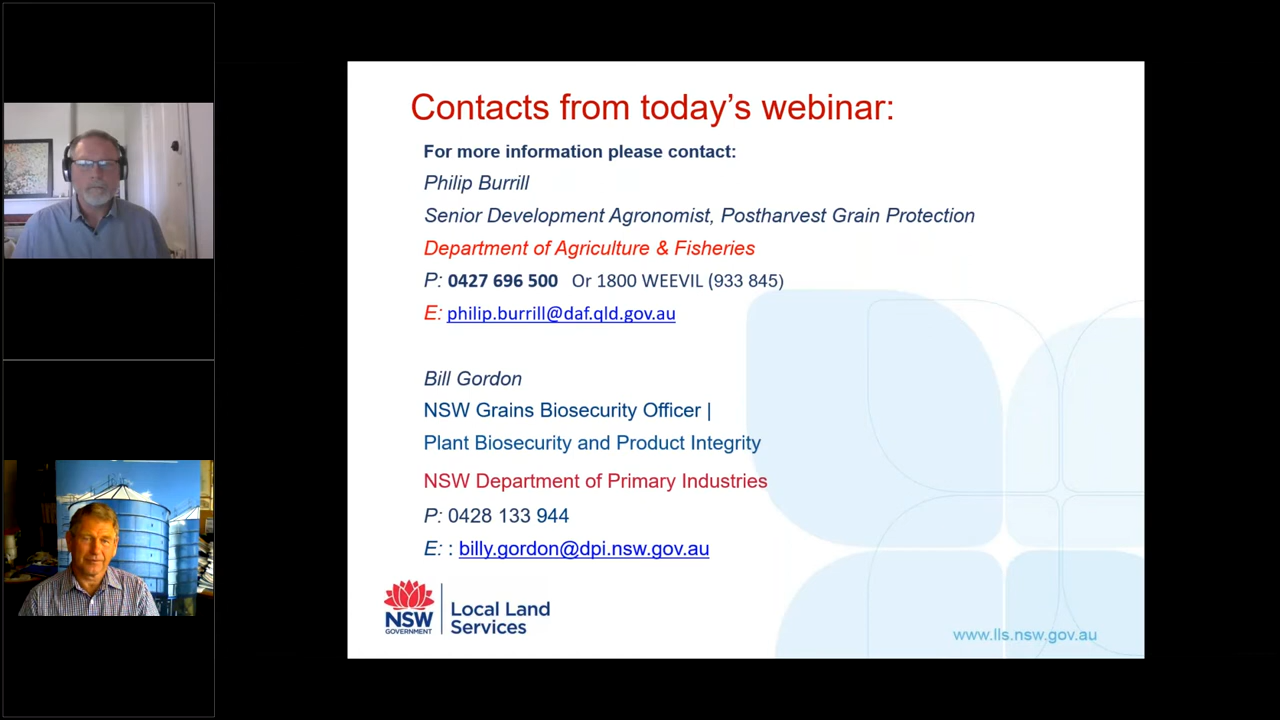 Contacts from today's webinar:
For more information please contact:
Philip Burrill
Senior Development Agronomist, Postharvest Grain Protection
Department of Agriculture & Fisheries
P: 0427 696 500 Or 1800 WEEVIL (933 845)
E: philip.burrill@daf.qld.gov.au
Bill Gordon
NSW Grains Biosecurity Officer |
Plant Biosecurity and Product Integrity
NSW Department of Primary Industries
P: 0428 133 944
E: : billy.gordon@dpi.nsw.gov.au
NSW
GOVERNMENT
Local Land
Services
www.lls.nsw.gov.au